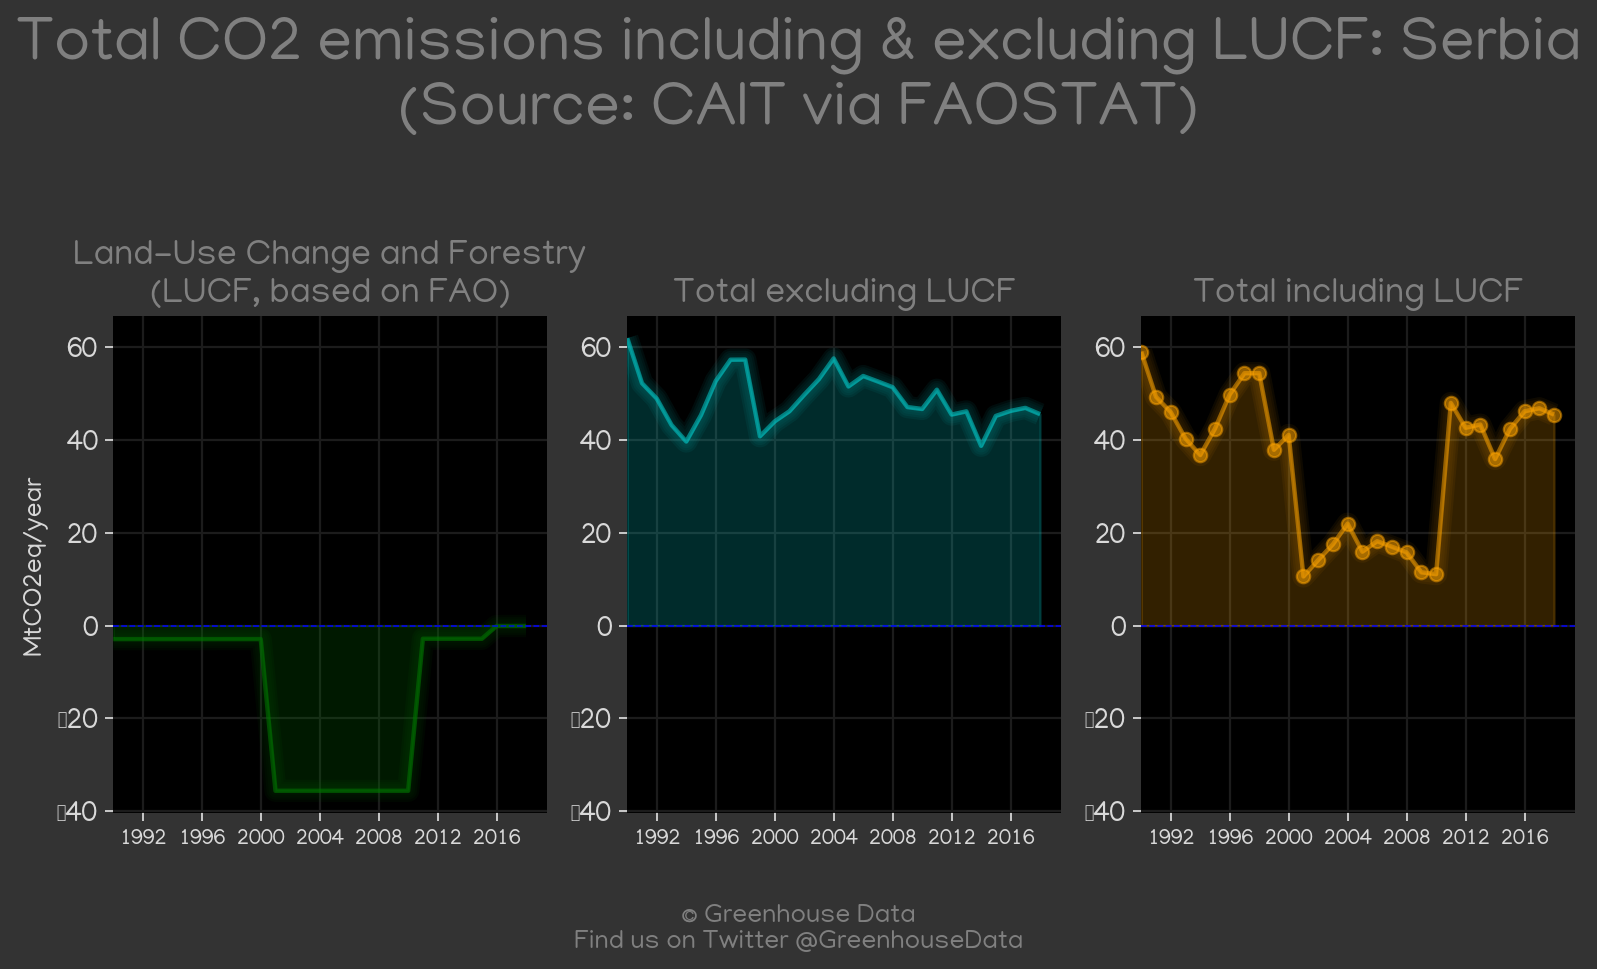 Total CO2 emissions including & excluding LUCF: Serbia
(Source: CAIT via FAOSTAT)
Land-Use Change and Forestry
(LUCF, based on FAO)
Total excluding LUCF
Total including LUCF
MtCO2eq/year
60
40
20
0
▯20
▯40
1992 1996 2000 2004 2008 2012 2016
60
40
20
0
▯20
▯40
1992 1996 2000 2004 2008 2012 2016
60
40
20
0
▯20
▯40
1992 1996 2000 2004 2008 2012 2016
© Greenhouse Data
Find us on Twitter @GreenhouseData